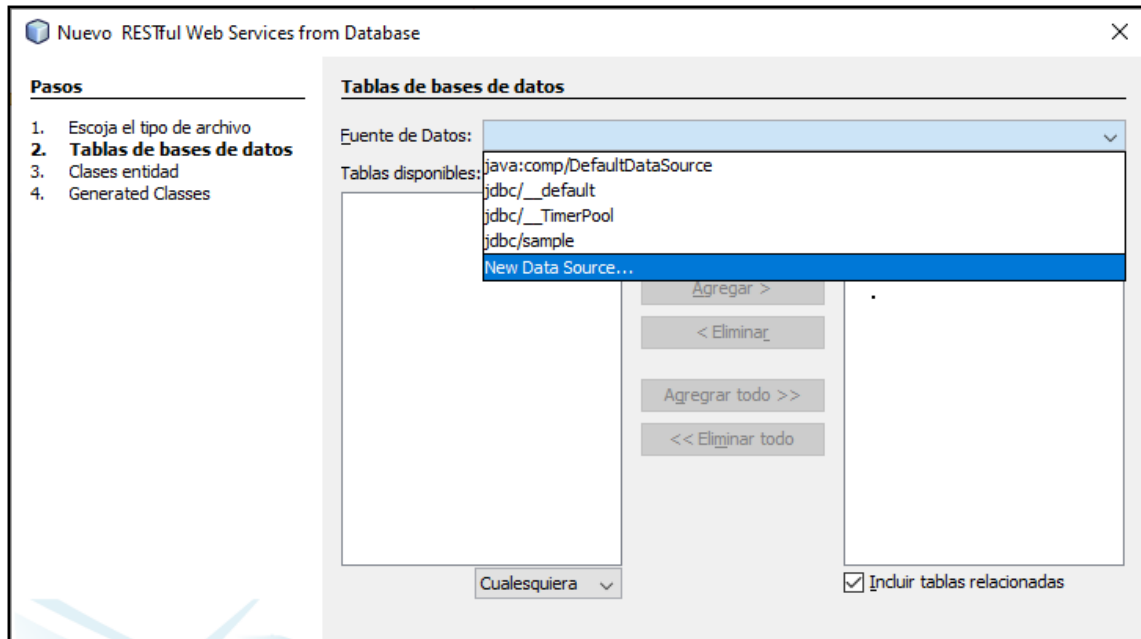 Nuevo RESTful Web Services from Database
Pasos
1. Escoja el tipo de archivo
2. Tablas de bases de datos
3. Clases entidad
4. Generated Classes
Tablas de bases de datos
Fuente de Datos:
Tablas disponibles:
java:comp/DefaultDataSource
jdbc/__default
jdbc/__TimerPool
jdbc/sample
New Data Source...
Agregar >
< Eliminar
Agregrar todo >>
<< Eliminar todo
Cualesquiera
Incluir tablas relacionadas